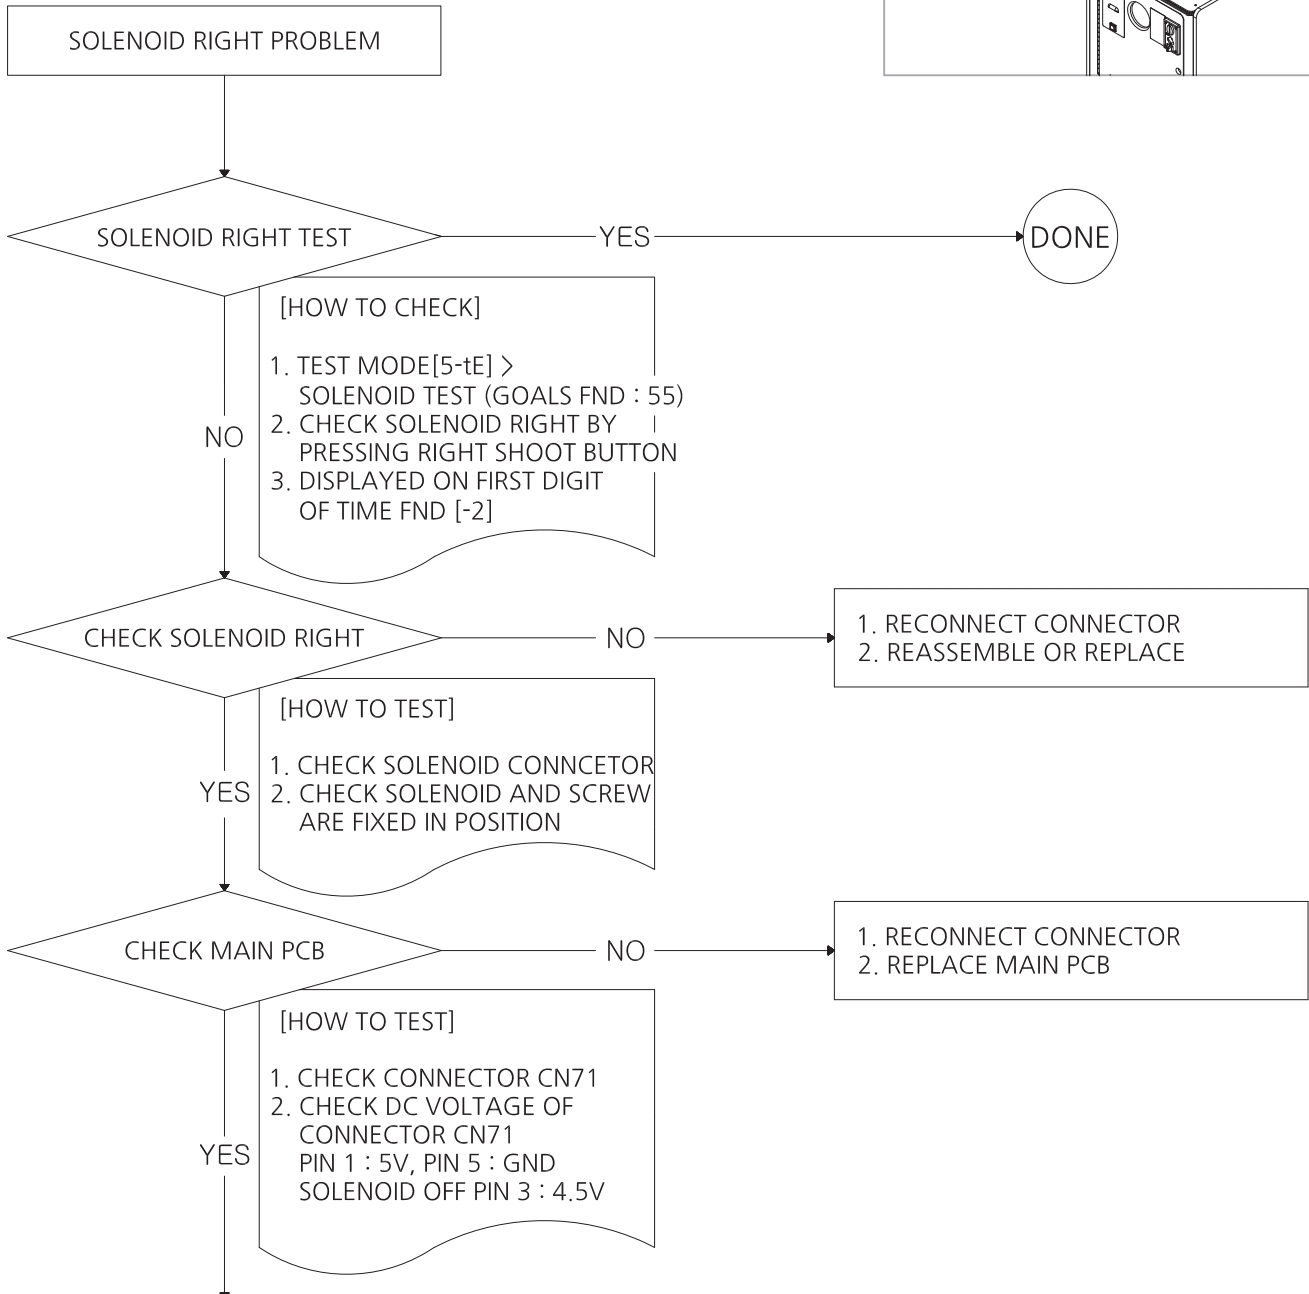 SOLENOID RIGHT PROBLEM
SOLENOID RIGHT TEST
YES
DONE
[HOW TO CHECK]
1. TEST MODE[5-tE] >
SOLENOID TEST (GOALS FND : 55)
2. CHECK SOLENOID RIGHT BY
PRESSING RIGHT SHOOT BUTTON
3. DISPLAYED ON FIRST DIGIT
OF TIME FND [-2]
NO
CHECK SOLENOID RIGHT
NO
1. RECONNECT CONNECTOR
2. REASSEMBLE OR REPLACE
[HOW TO TEST]
1. CHECK SOLENOID CONNCETOR
2. CHECK SOLENOID AND SCREW
ARE FIXED IN POSITION
YES
CHECK MAIN PCB
NO
1. RECONNECT CONNECTOR
2. REPLACE MAIN PCB
[HOW TO TEST]
1. CHECK CONNECTOR CN71
2. CHECK DC VOLTAGE OF
CONNECTOR CN71
PIN 1 : 5V, PIN 5 : GND
SOLENOID OFF PIN 3 : 4.5V
YES